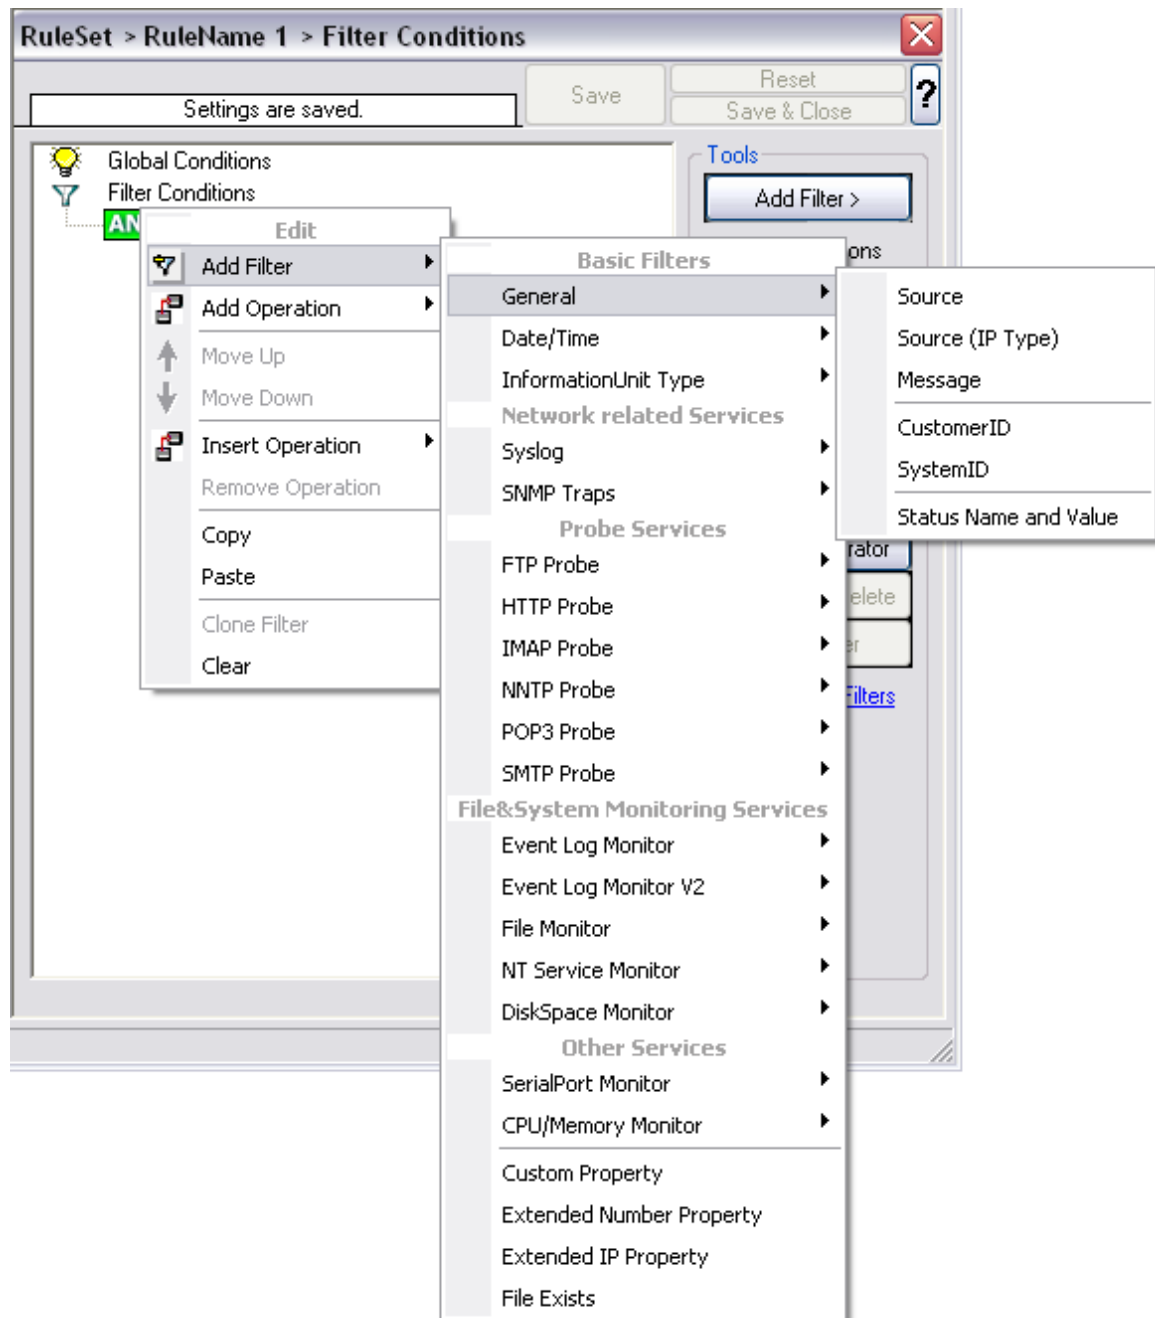 RuleSet > RuleName 1 > Filter Conditions
Settings are saved.
Save
Reset
Save & Close
?
Global Conditions
Filter Conditions
Tools
Add Filter >
Edit
Add Filter
Add Operation
Move Up
Move Down
Insert Operation
Remove Operation
Copy
Paste
Clone Filter
Clear
Basic Filters
General
Date/Time
InformationUnit Type
Network related Services
Syslog
SNMP Traps
Probe Services
FTP Probe
HTTP Probe
IMAP Probe
NNTP Probe
POP3 Probe
SMTP Probe
File&System Monitoring Services
Event Log Monitor
Event Log Monitor V2
File Monitor
NT Service Monitor
DiskSpace Monitor
Other Services
SerialPort Monitor
CPU/Memory Monitor
Custom Property
Extended Number Property
Extended IP Property
File Exists
Source
Source (IP Type)
Message
CustomerID
SystemID
Status Name and Value
Filters